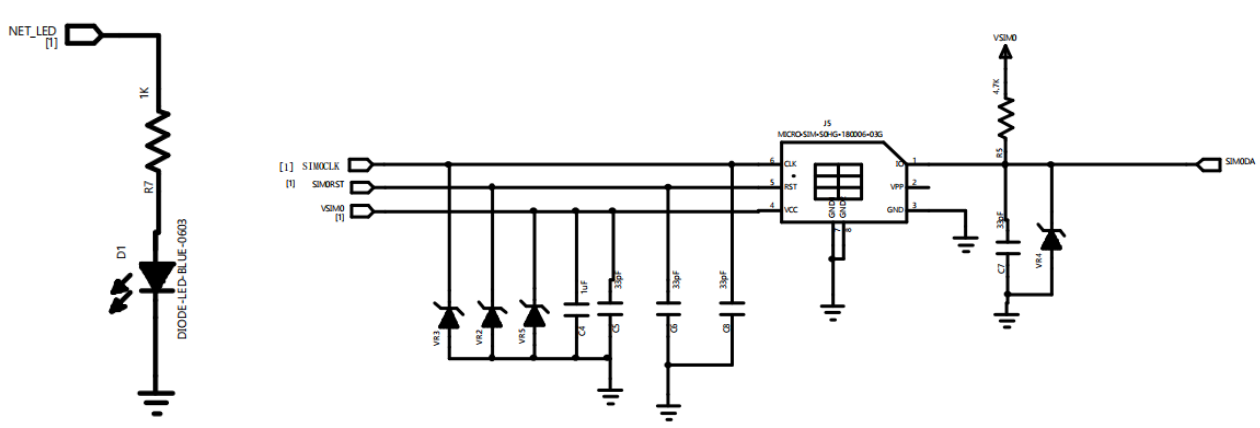 NET_LED
[1]
1K
R7
D1
DIODE-LED-BLUE-0603
[1] SIM0CLK
[1] SIM0RST
VSIM0
[1]
VR3
VR2
VR5
1uF
C4
33pF
C5
33pF
C6
33pF
C8
J5
MICRO-SIM-SOHG-180006-03G
6 CLK
5 RST
4 VCC
IO 1
VPP 2
GND 3
GND
GND
7
8
VSIM0
4.7K
R5
33pF
C7
VR4
SIM0DA